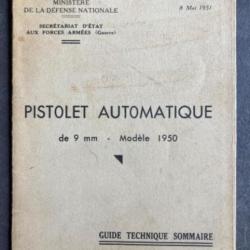 MINISTÈRE
DE LA DÉFENSE NATIONALE
8 Mai 1951
SECRÉTARIAT D'ÉTAT
AUX FORCES ARMÉES (Guerre)
PISTOLET AUTOMATIQUE
de 9 mm - Modèle 1950
GUIDE TECHNIQUE SOMMAIRE